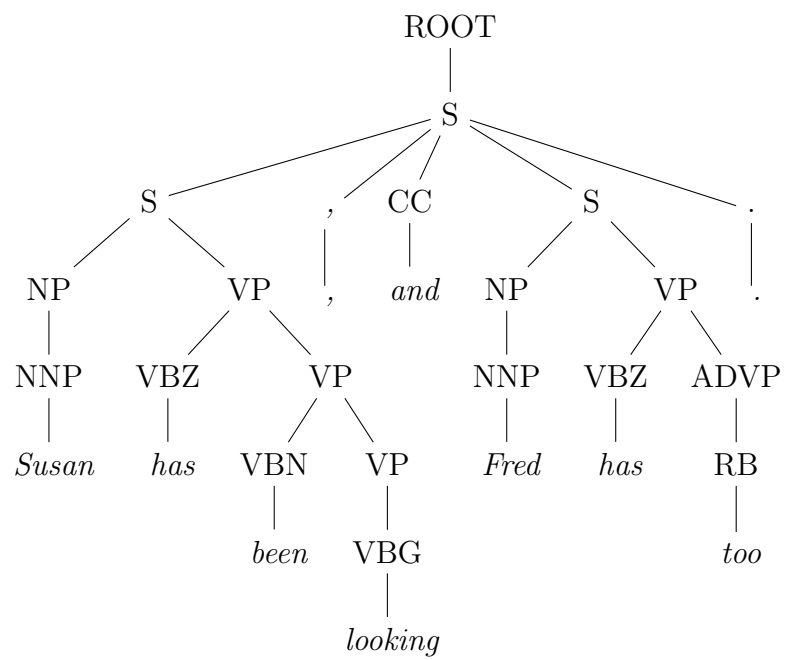 ROOT
S
S , CC S .
NP VP , and NP VP .
NNP VBZ VP NNP VBZ ADVP
Susan has VBN VP Fred has RB
been VBG too
looking